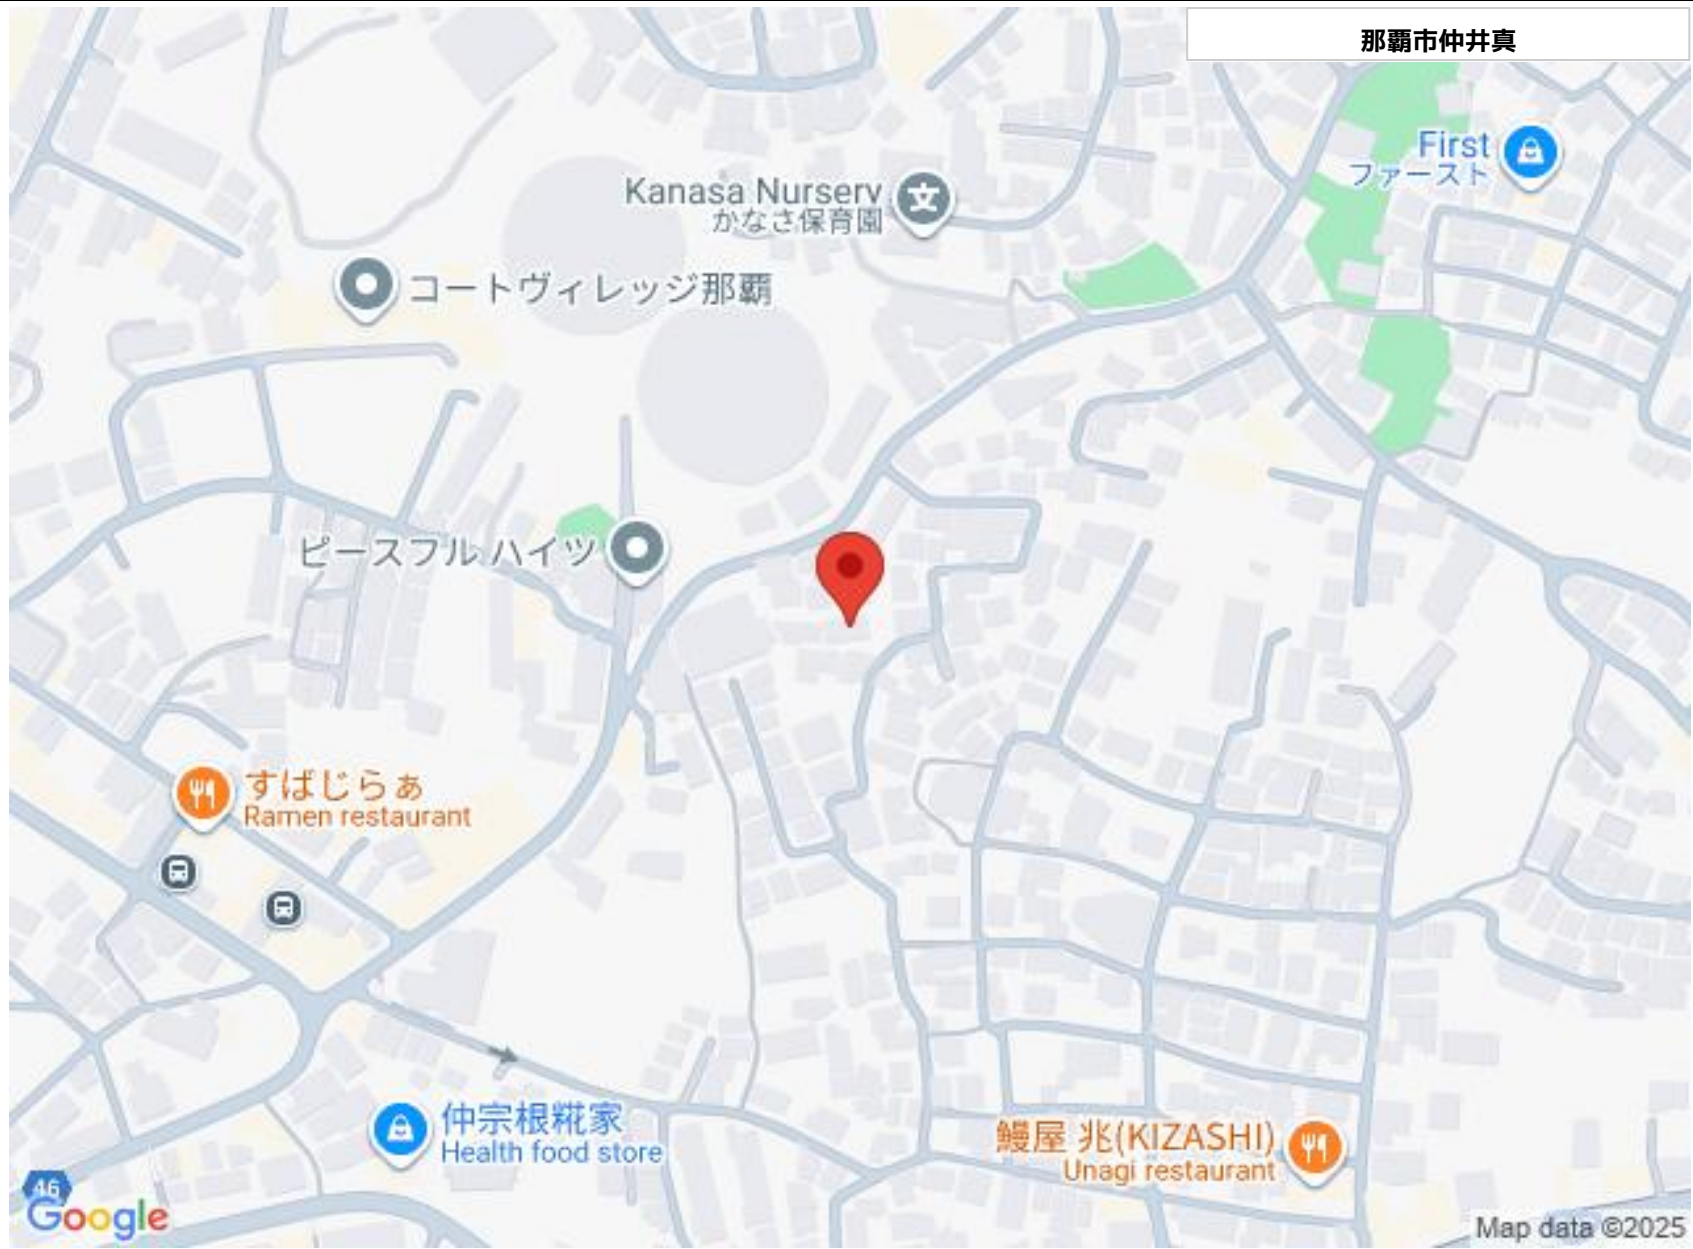 那覇市仲井真
First
ファースト
Kanasa Nursery
かなさ保育園
コートヴィレッジ那覇
ピースフルハイツ
すばじらぁ
Ramen restaurant
仲宗根糀家
Health food store
鰻屋 兆(KIZASHI)
Unagi restaurant
46
Google
Map data ©2025